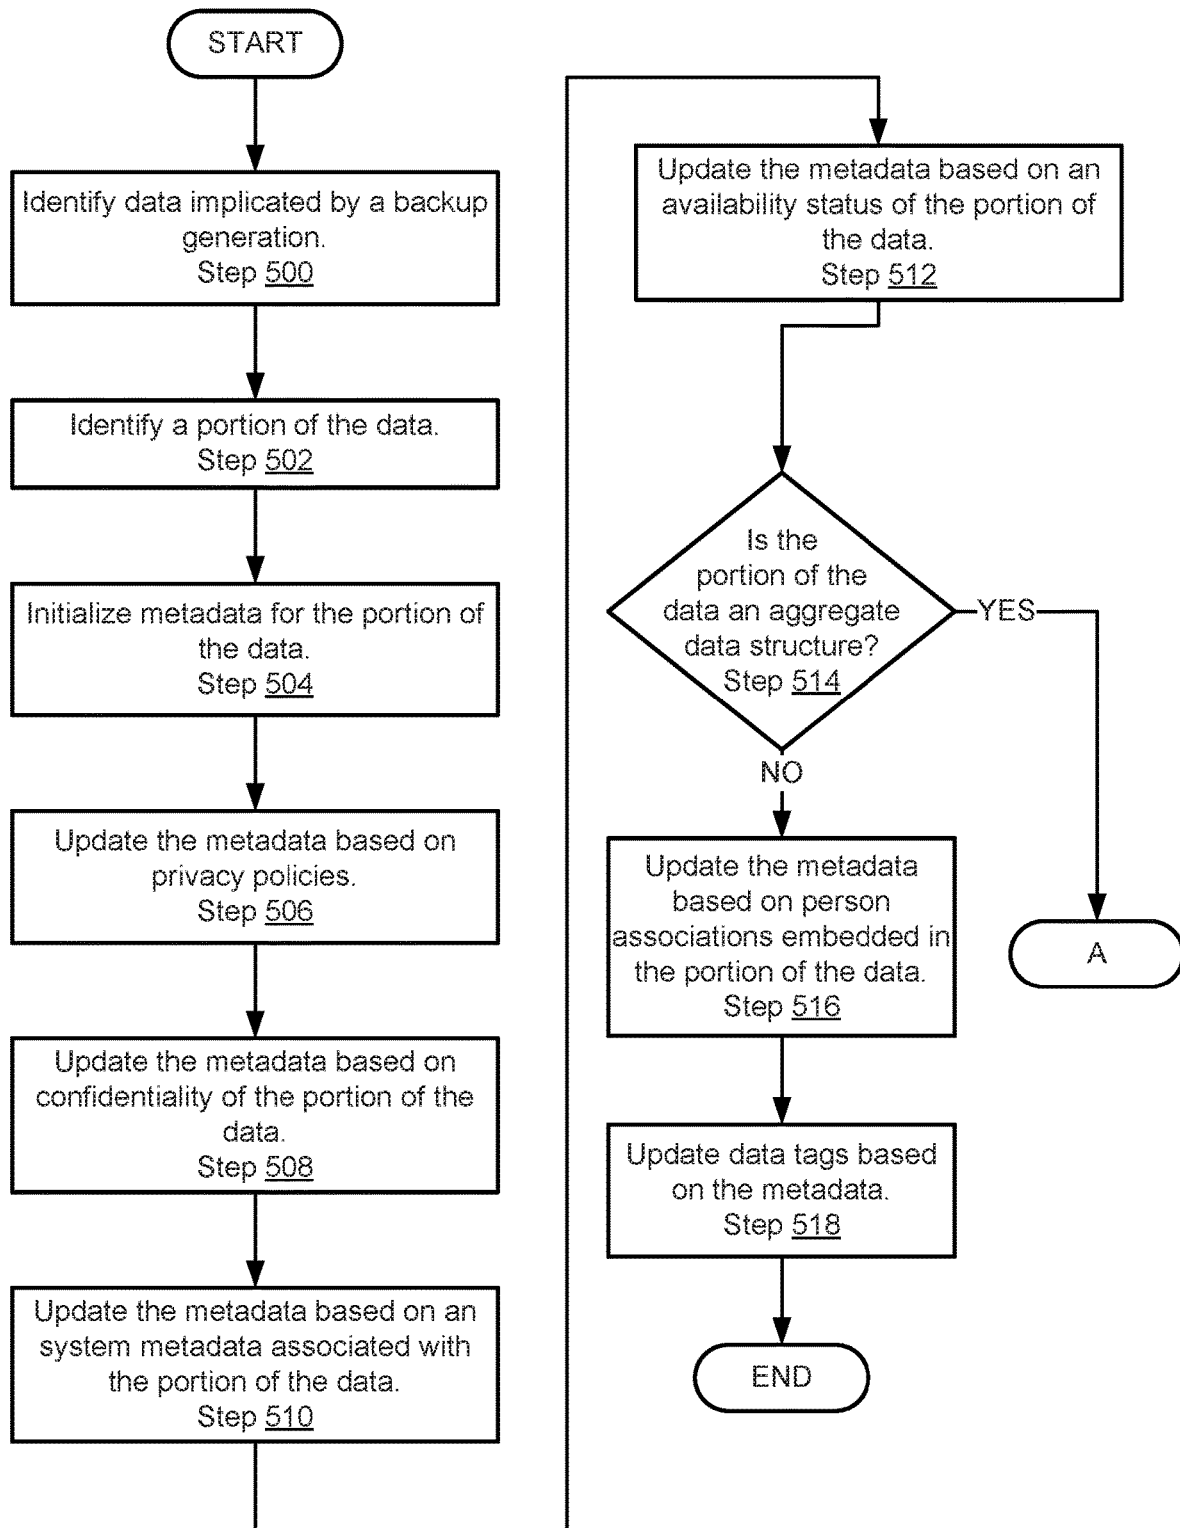 START
Identify data implicated by a backup
generation.
Step 500
Identify a portion of the data.
Step 502
Initialize metadata for the portion of
the data.
Step 504
Update the metadata based on
privacy policies.
Step 506
Update the metadata based on
confidentiality of the portion of the
data.
Step 508
Update the metadata based on an
system metadata associated with
the portion of the data.
Step 510
Update the metadata based on an
availability status of the portion of
the data.
Step 512
Is the
portion of the
data an aggregate
data structure?
Step 514
YES
NO
A
Update the metadata
based on person
associations embedded in
the portion of the data.
Step 516
Update data tags based
on the metadata.
Step 518
END